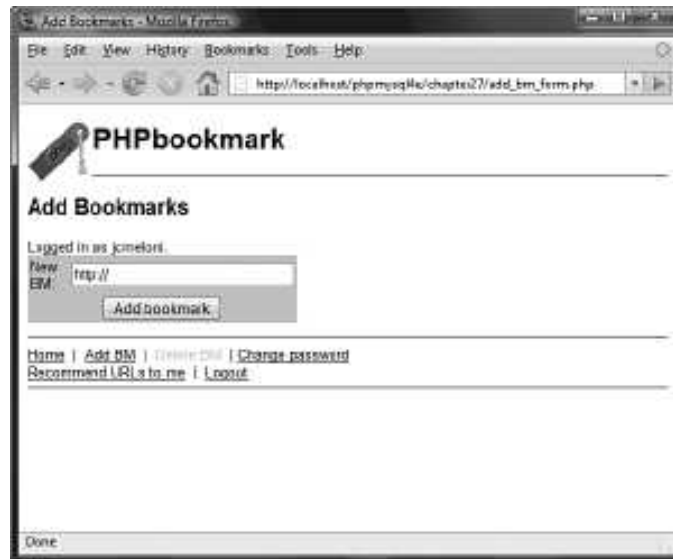 Add Bookmarks - Mozilla Firefox
File Edit View History Bookmarks Tools Help
http://localhost/phpmysql4e/chapter27/add_bm_form.php
PHPbookmark
Add Bookmarks
Logged in as jcmeloni.
New BM: http://
Add bookmark
Home | Add BM | Delete BM | Change password
Recommend URLs to me | Logout
Done